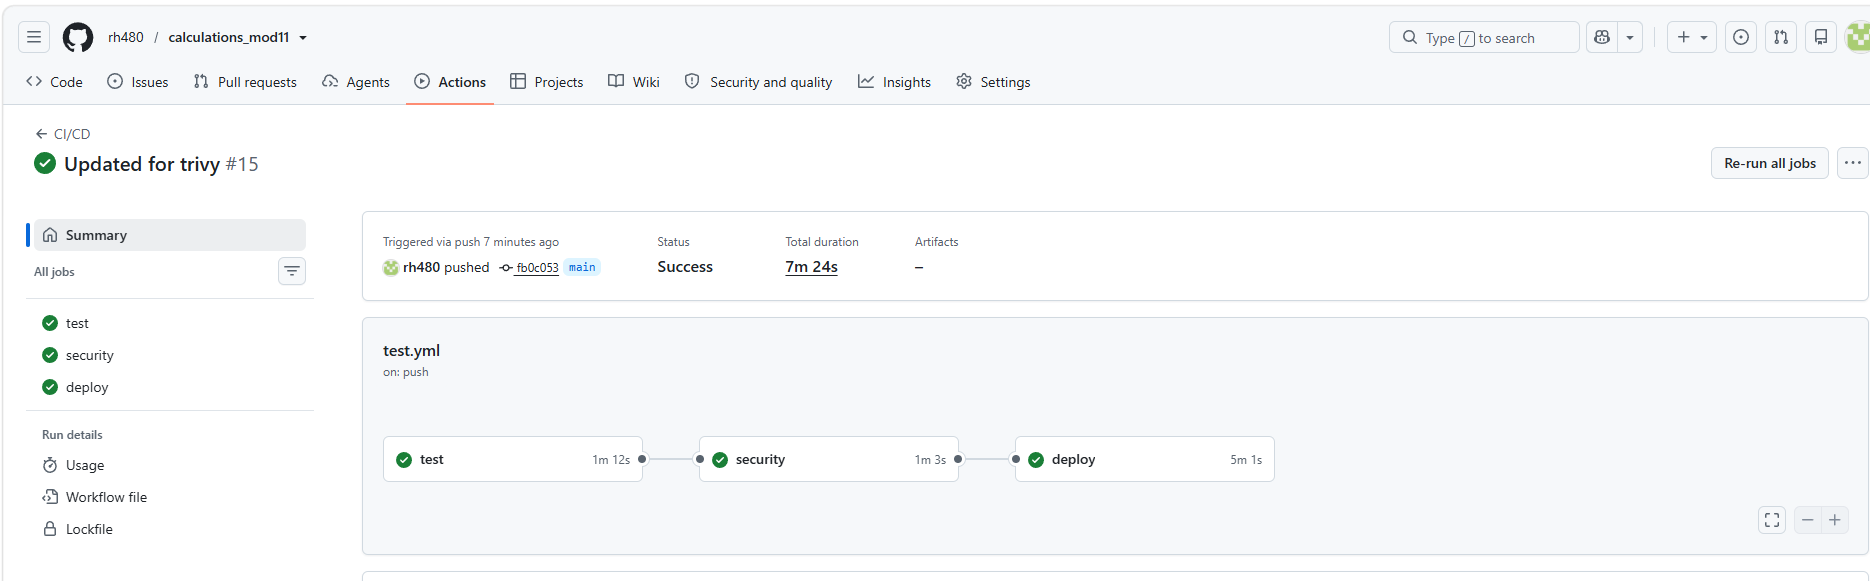 rh480 / calculations_mod11
Type / to search
Code Issues Pull requests Agents Actions Projects Wiki Security and quality Insights Settings
CI/CD
Updated for trivy #15
Re-run all jobs
Summary
All jobs
test
security
deploy
Run details
Usage
Workflow file
Lockfile
Triggered via push 7 minutes ago
rh480 pushed fb0c053 main
Status
Success
Total duration
7m 24s
Artifacts
–
test.yml
on: push
test 1m 12s
security 1m 3s
deploy 5m 1s